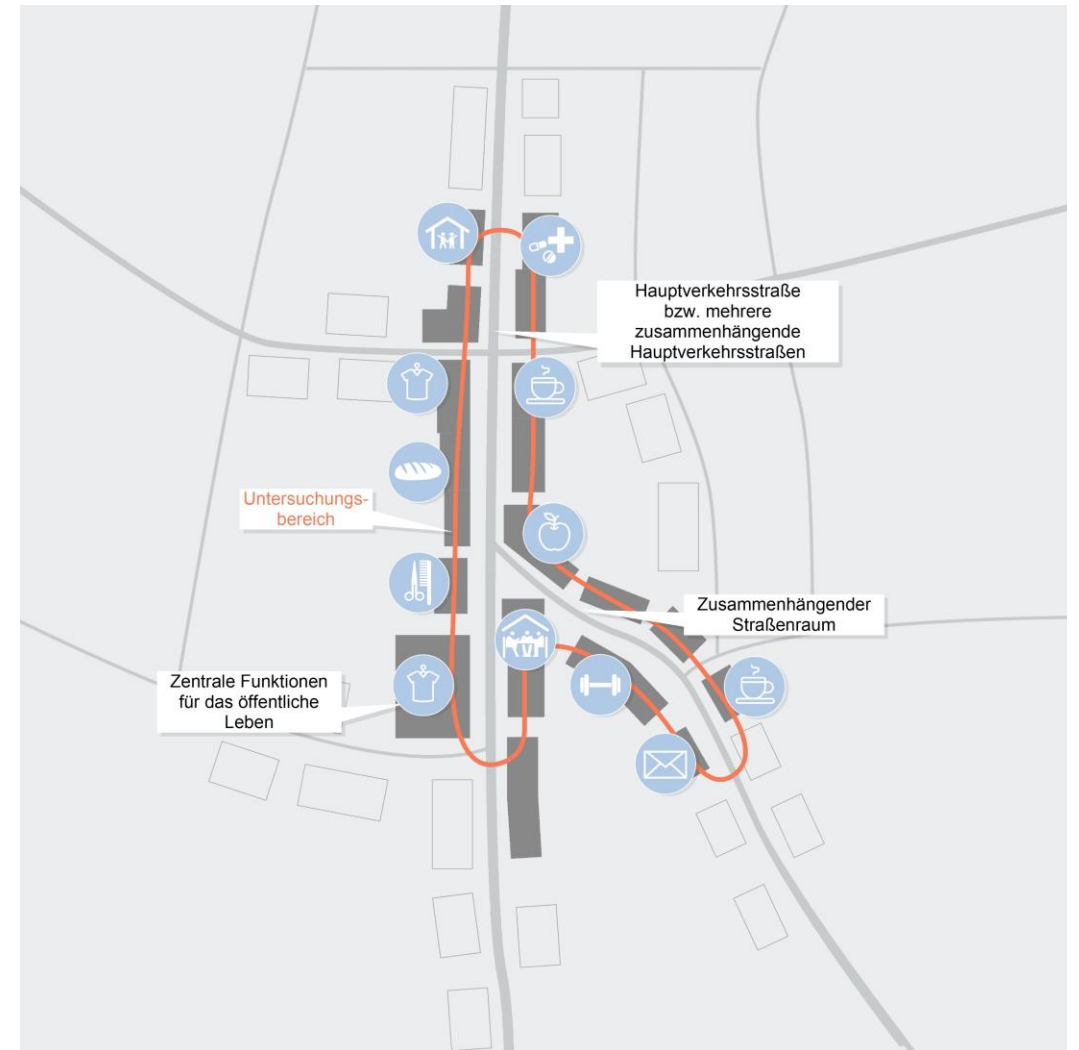 Hauptverkehrsstraße
bzw. mehrere
zusammenhängende
Hauptverkehrsstraßen
Untersuchungs-
bereich
Zusammenhängender
Straßenraum
Zentrale Funktionen
für das öffentliche
Leben